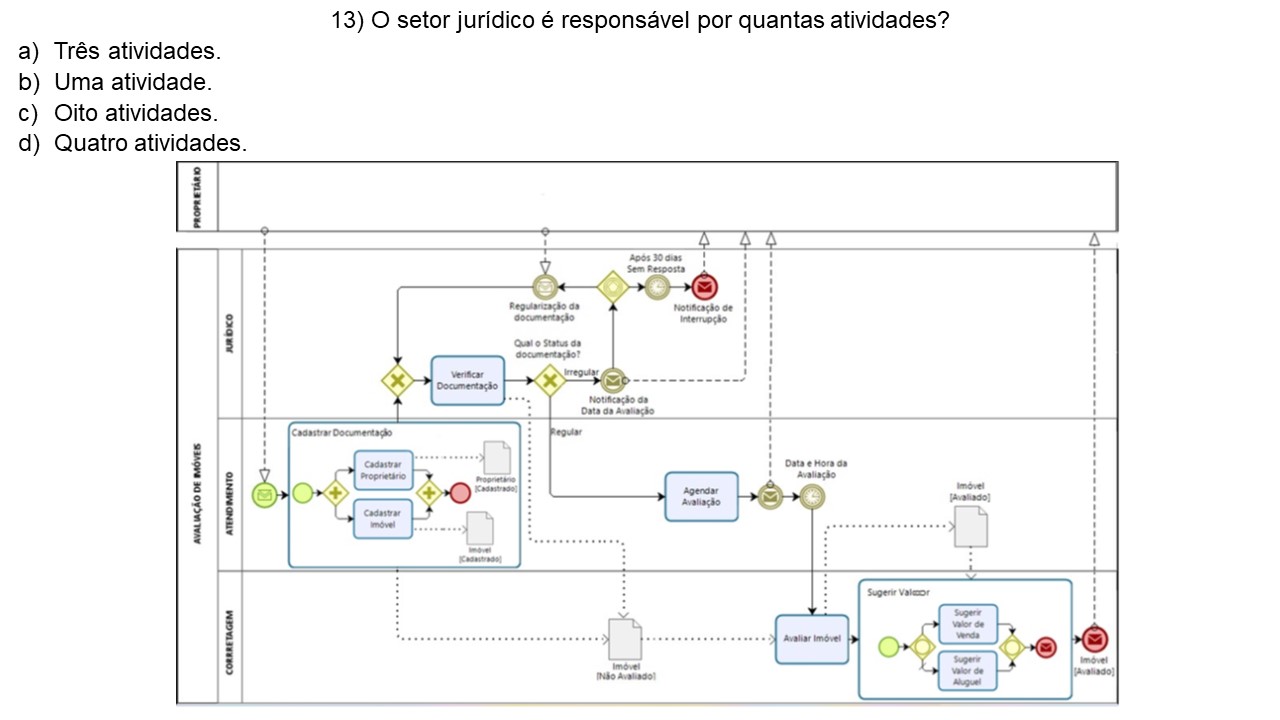 13) O setor jurídico é responsável por quantas atividades?
a) Três atividades.
b) Uma atividade.
c) Oito atividades.
d) Quatro atividades.
PROPRIETÁRIO
AVALIAÇÃO DE IMÓVEIS
JURÍDICO
Após 30 dias
Sem Resposta
Regularização da
documentação
Notificação de
Interrupção
Qual o Status da
documentação?
Verificar
Documentação
Irregular
Notificação da
Data da Avaliação
ATENDIMENTO
Cadastrar Documentação
Regular
Cadastrar
Proprietário
Proprietário
[Cadastrado]
Cadastrar
Imóvel
Imóvel
[Cadastrado]
Agendar
Avaliação
Data e Hora da
Avaliação
Imóvel
[Avaliado]
CORRRETAGEM
Imóvel
[Não Avaliado]
Avaliar Imóvel
Sugerir
Sugerir
Valor de
Venda
Sugerir
Valor de
Aluguel
Imóvel
[Avaliado]